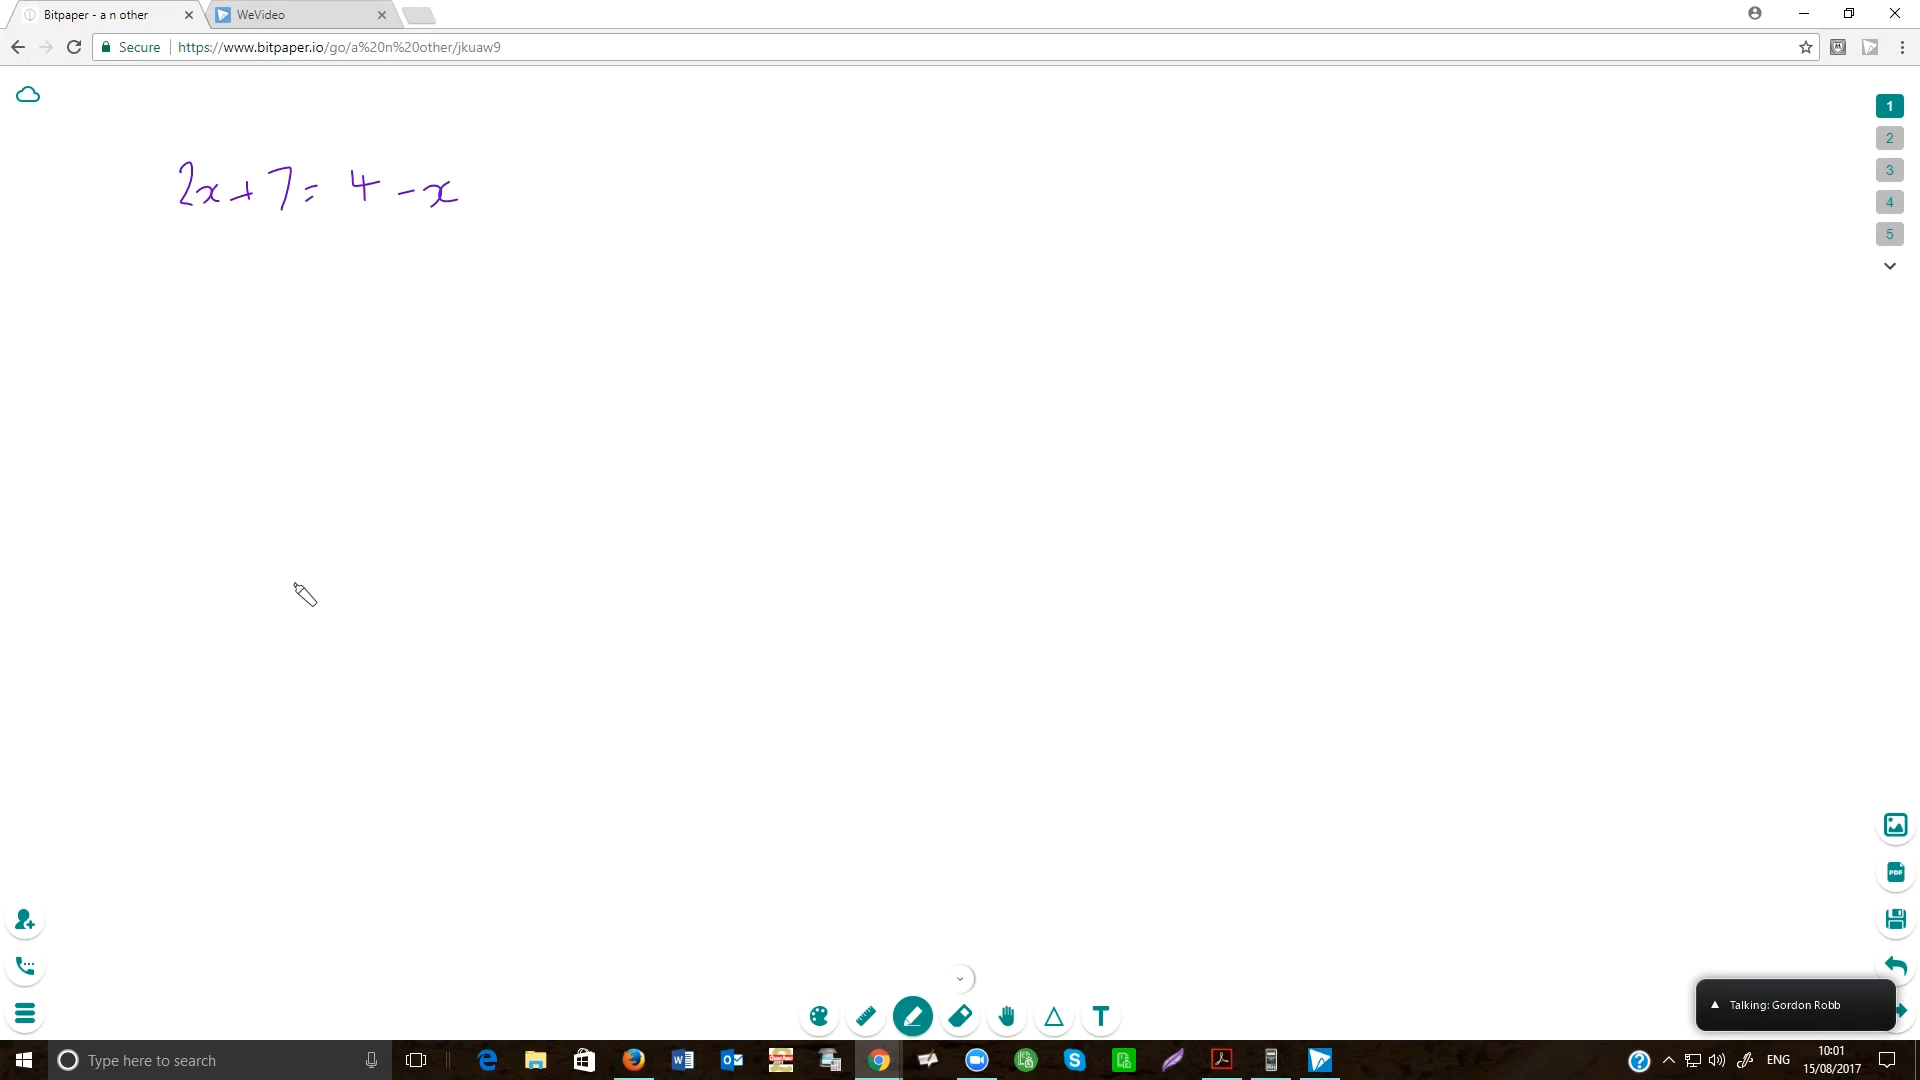 Bitpaper - a n other
WeVideo
Secure
https://www.bitpaper.io/go/a%20n%20other/jkuaw9
1
2
3
4
5
2x + 7 = 4 - x
PDF
T
▲ Talking: Gordon Robb
Type here to search
ENG
10:01
15/08/2017